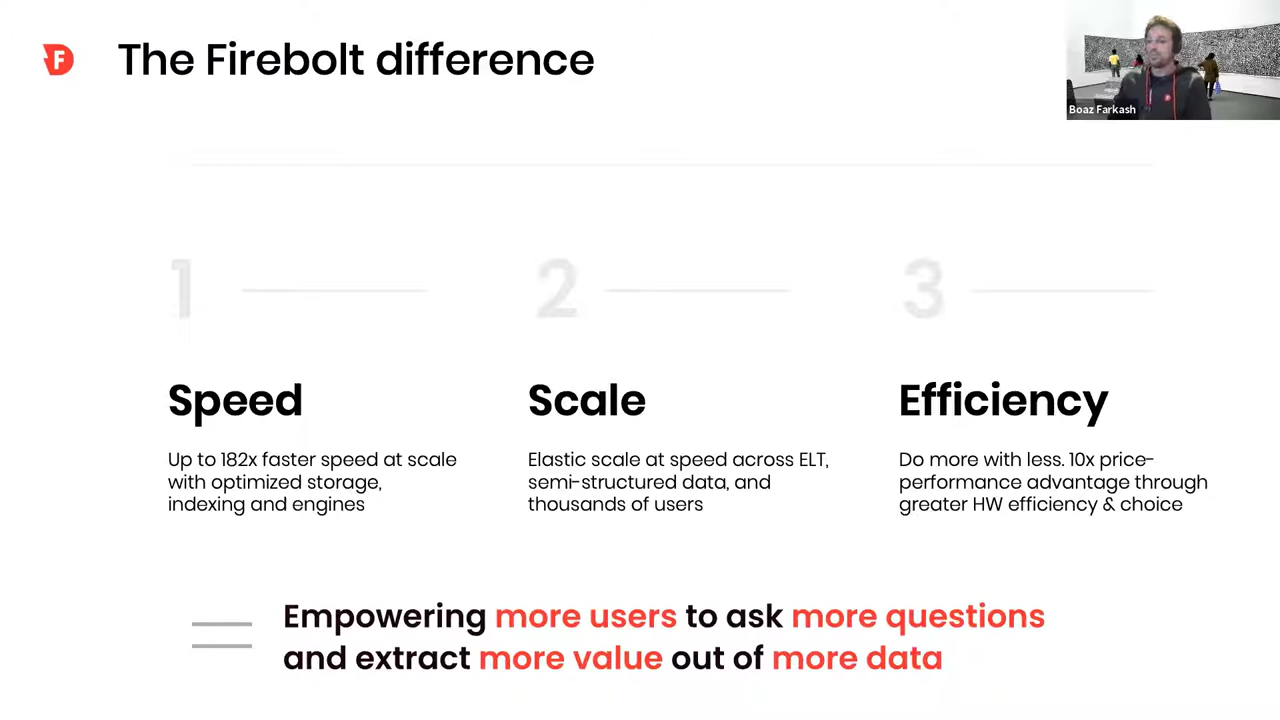 F
The Firebolt difference
Boaz Farkash
1
2
3
Speed
Up to 182x faster speed at scale
with optimized storage,
indexing and engines
Scale
Elastic scale at speed across ELT,
semi-structured data, and
thousands of users
Efficiency
Do more with less. 10x price-
performance advantage through
greater HW efficiency & choice
Empowering more users to ask more questions
and extract more value out of more data